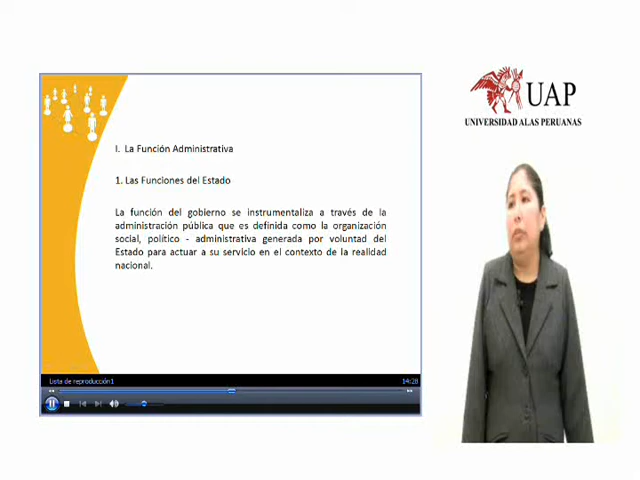 I. La Función Administrativa
1. Las Funciones del Estado
La función del gobierno se instrumentaliza a través de la
administración pública que es definida como la organización
social, político - administrativa generada por voluntad del
Estado para actuar a su servicio en el contexto de la realidad
nacional.
Lista de reproducción1
14:28
UAP
UNIVERSIDAD ALAS PERUANAS